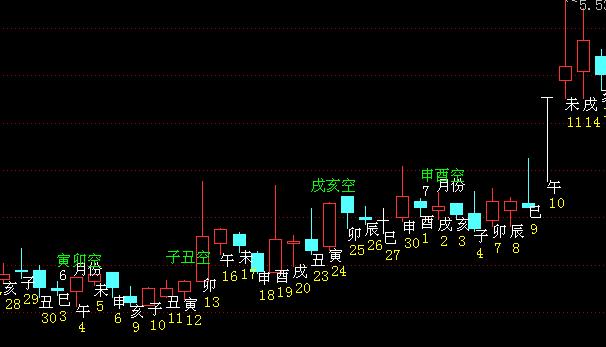 戌亥空
申酉空
寅卯空
子丑空
6 月份
7 月份
亥
28
子
29
丑
30
巳
3
午
4
未
5
申
6
亥
9
子
10
丑
11
寅
12
卯
13
午
16
未
17
申
18
酉
19
戌
20
丑
23
寅
24
卯
25
辰
26
巳
27
申
30
酉
1
戌
2
亥
3
子
4
卯
7
辰
8
巳
9
午
10
未
11
戌
14